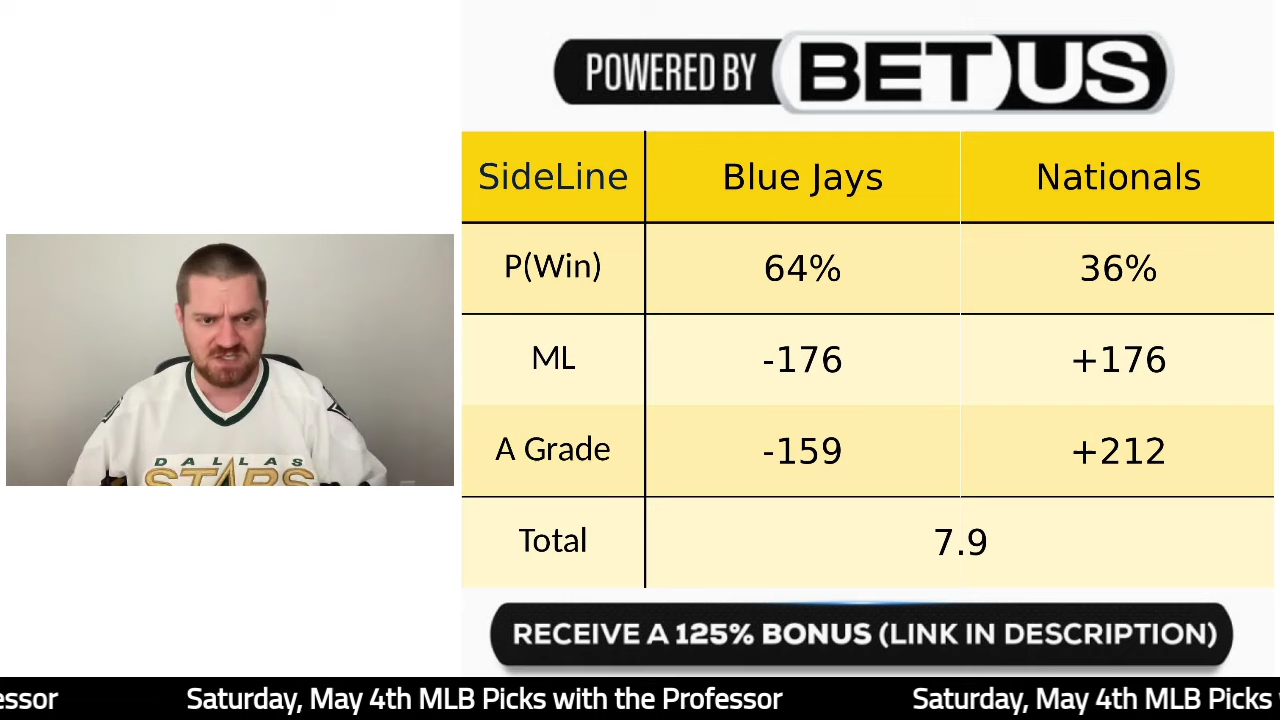 POWERED BY BETUS
SideLine Blue Jays Nationals
P(Win) 64% 36%
ML -176 +176
A Grade -159 +212
Total 7.9
DALLAS
STARS
RECEIVE A 125% BONUS (LINK IN DESCRIPTION)
essor Saturday, May 4th MLB Picks with the Professor Saturday, May 4th MLB Picks